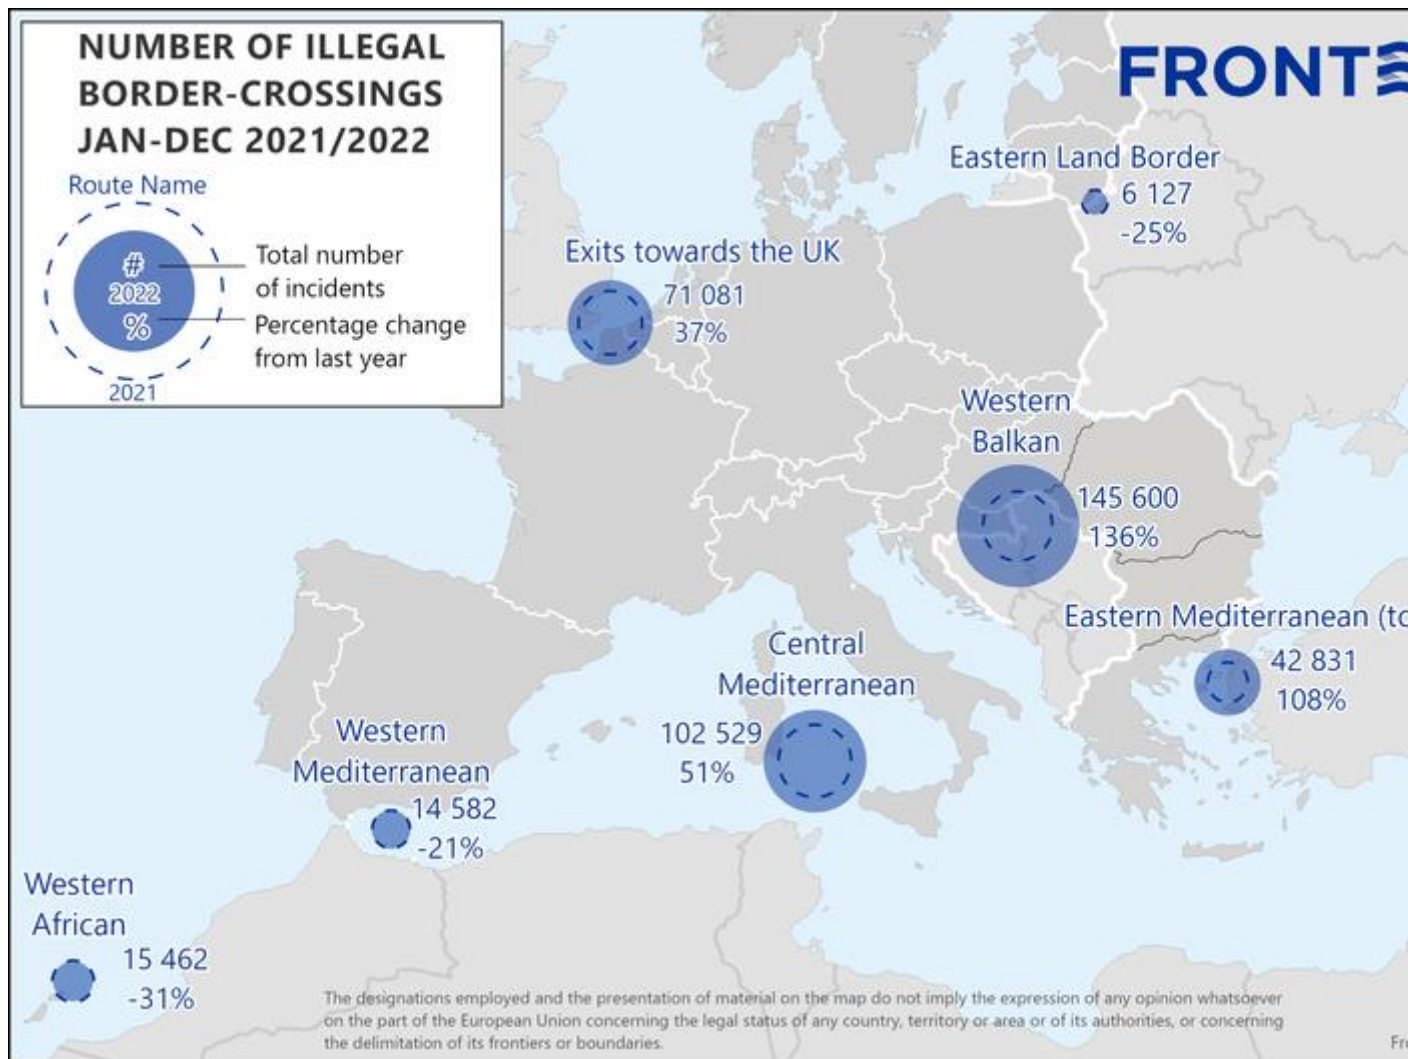 NUMBER OF ILLEGAL
BORDER-CROSSINGS
JAN-DEC 2021/2022
Route Name
#
2022
%
2021
Total number
of incidents
Percentage change
from last year
FRONTE
Eastern Land Border
6 127
-25%
Exits towards the UK
71 081
37%
Western
Balkan
145 600
136%
Eastern Mediterranean
42 831
108%
Central
Mediterranean
102 529
51%
Western
Mediterranean
14 582
-21%
Western
African
15 462
-31%
The designations employed and the presentation of material on the map do not imply the expression of any opinion whatsoever
on the part of the European Union concerning the legal status of any country, territory or area or of its authorities, or concerning
the delimitation of its frontiers or boundaries.